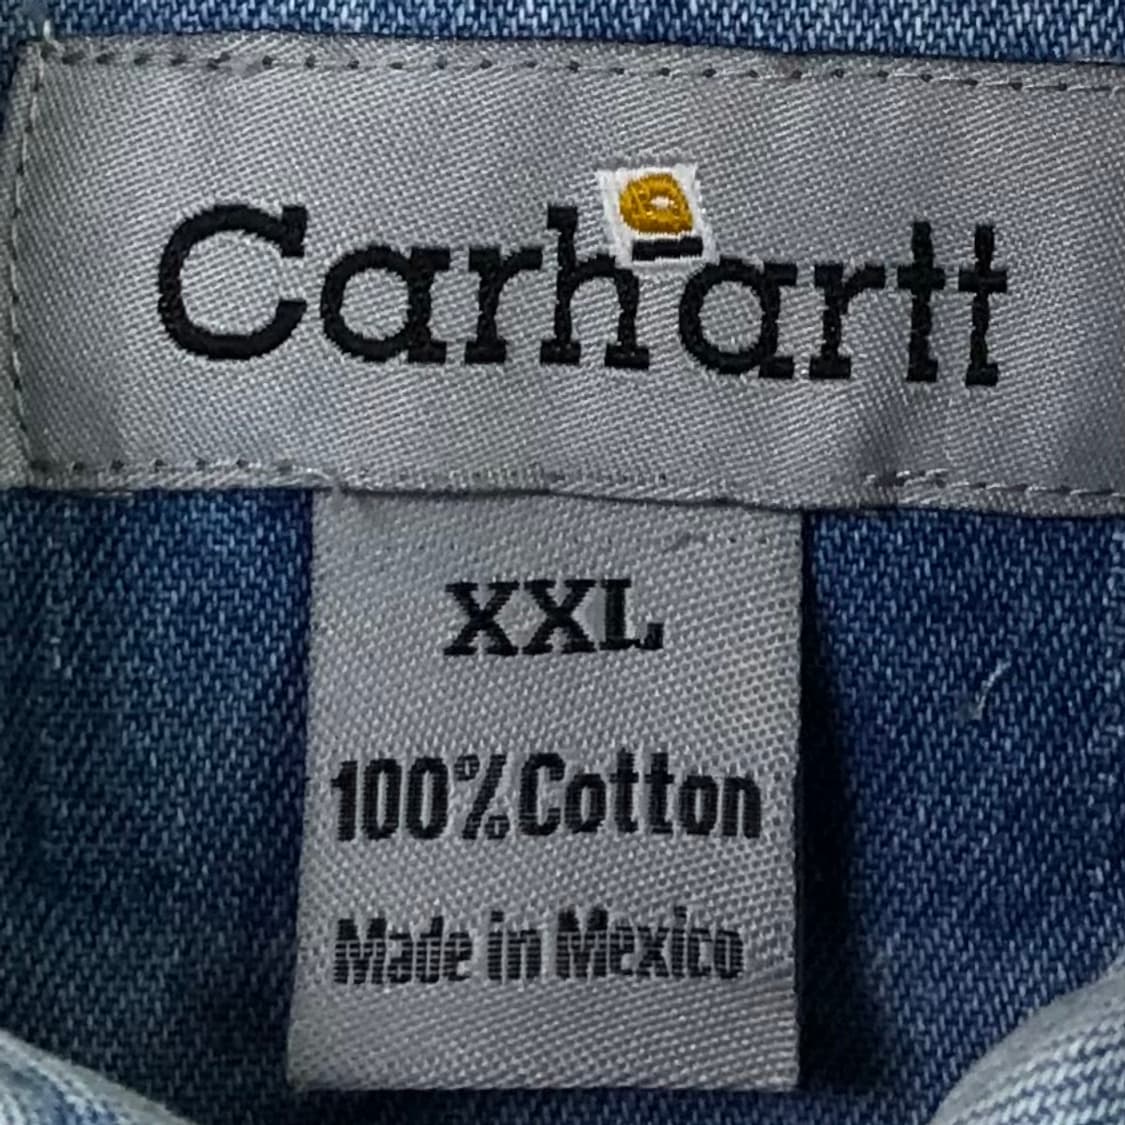 Carhartt
XXL
100% Cotton
Made in Mexico